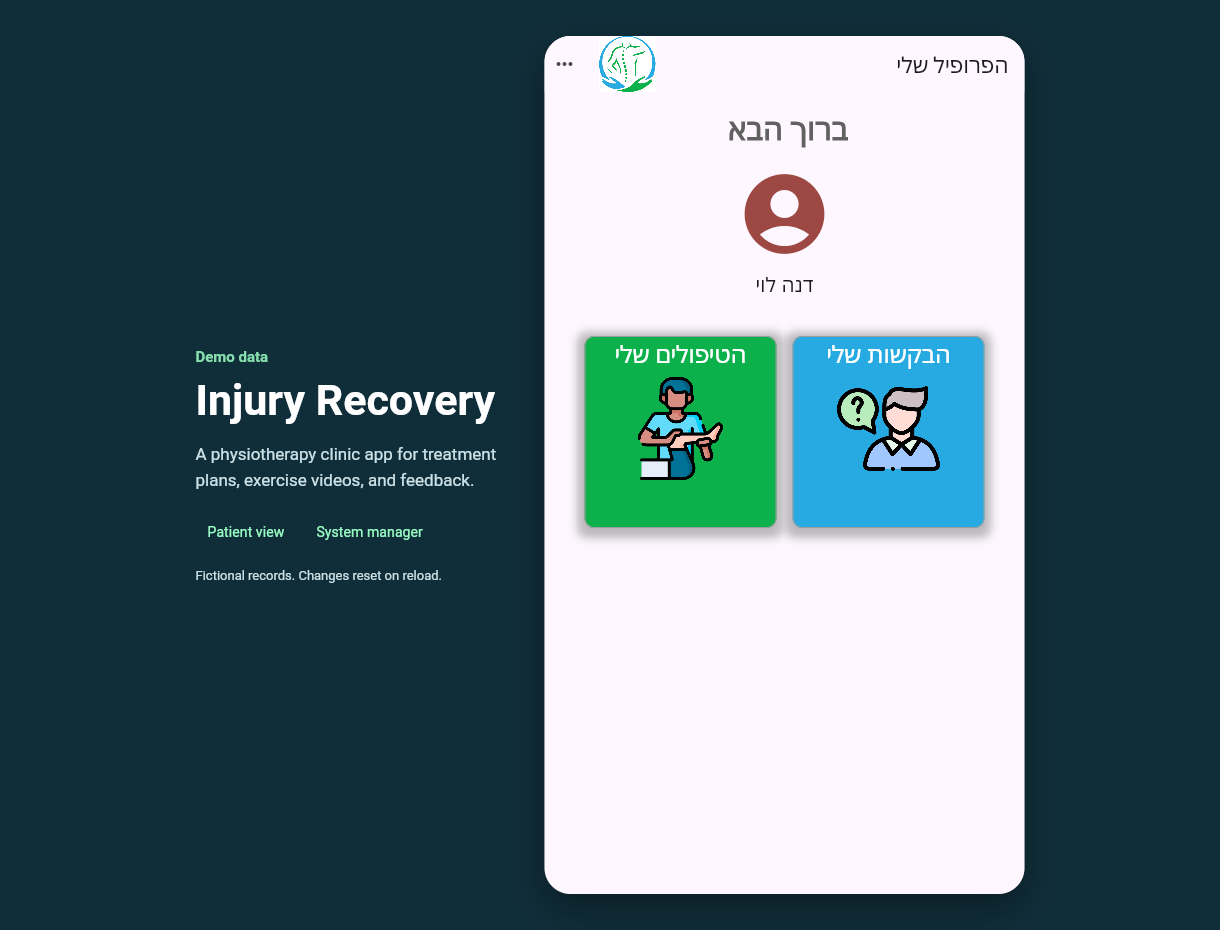 Demo data
Injury Recovery
A physiotherapy clinic app for treatment
plans, exercise videos, and feedback.
Patient view
System manager
Fictional records. Changes reset on reload.
הפרופיל שלי
ברוך הבא
דנה לוי
הבקשות שלי
?
הטיפולים שלי